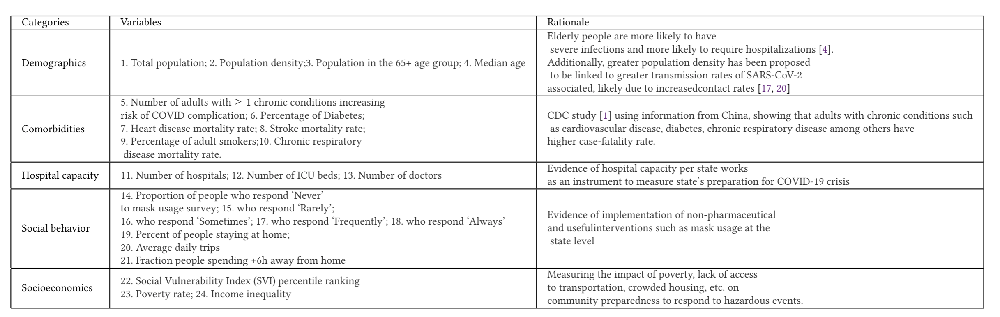 Categories
Variables
Rationale
Demographics
1. Total population; 2. Population density;3. Population in the 65+ age group; 4. Median age
Elderly people are more likely to have
severe infections and more likely to require hospitalizations [4].
Additionally, greater population density has been proposed
to be linked to greater transmission rates of SARS-CoV-2
associated, likely due to increasedcontact rates [17, 20]
Comorbidities
5. Number of adults with ≥ 1 chronic conditions increasing
risk of COVID complication; 6. Percentage of Diabetes;
7. Heart disease mortality rate; 8. Stroke mortality rate;
9. Percentage of adult smokers;10. Chronic respiratory
disease mortality rate.
CDC study [1] using information from China, showing that adults with chronic conditions such
as cardiovascular disease, diabetes, chronic respiratory disease among others have
higher case-fatality rate.
Hospital capacity
11. Number of hospitals; 12. Number of ICU beds; 13. Number of doctors
Evidence of hospital capacity per state works
as an instrument to measure state’s preparation for COVID-19 crisis
Social behavior
14. Proportion of people who respond ‘Never’
to mask usage survey; 15. who respond ‘Rarely’;
16. who respond ‘Sometimes’; 17. who respond ‘Frequently’; 18. who respond ‘Always’
19. Percent of people staying at home;
20. Average daily trips
21. Fraction people spending +6h away from home
Evidence of implementation of non-pharmaceutical
and usefulinterventions such as mask usage at the
state level
Socioeconomics
22. Social Vulnerability Index (SVI) percentile ranking
23. Poverty rate; 24. Income inequality
Measuring the impact of poverty, lack of access
to transportation, crowded housing, etc. on
community preparedness to respond to hazardous events.